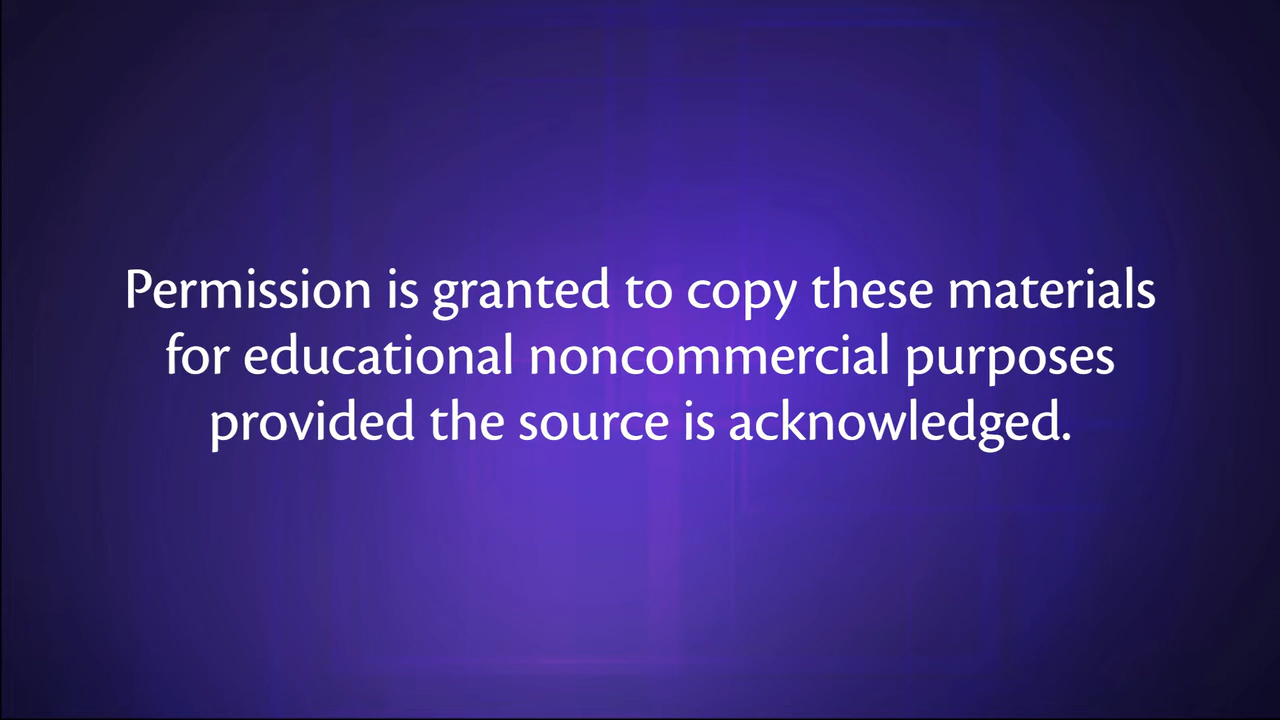 Permission is granted to copy these materials
for educational noncommercial purposes
provided the source is acknowledged.